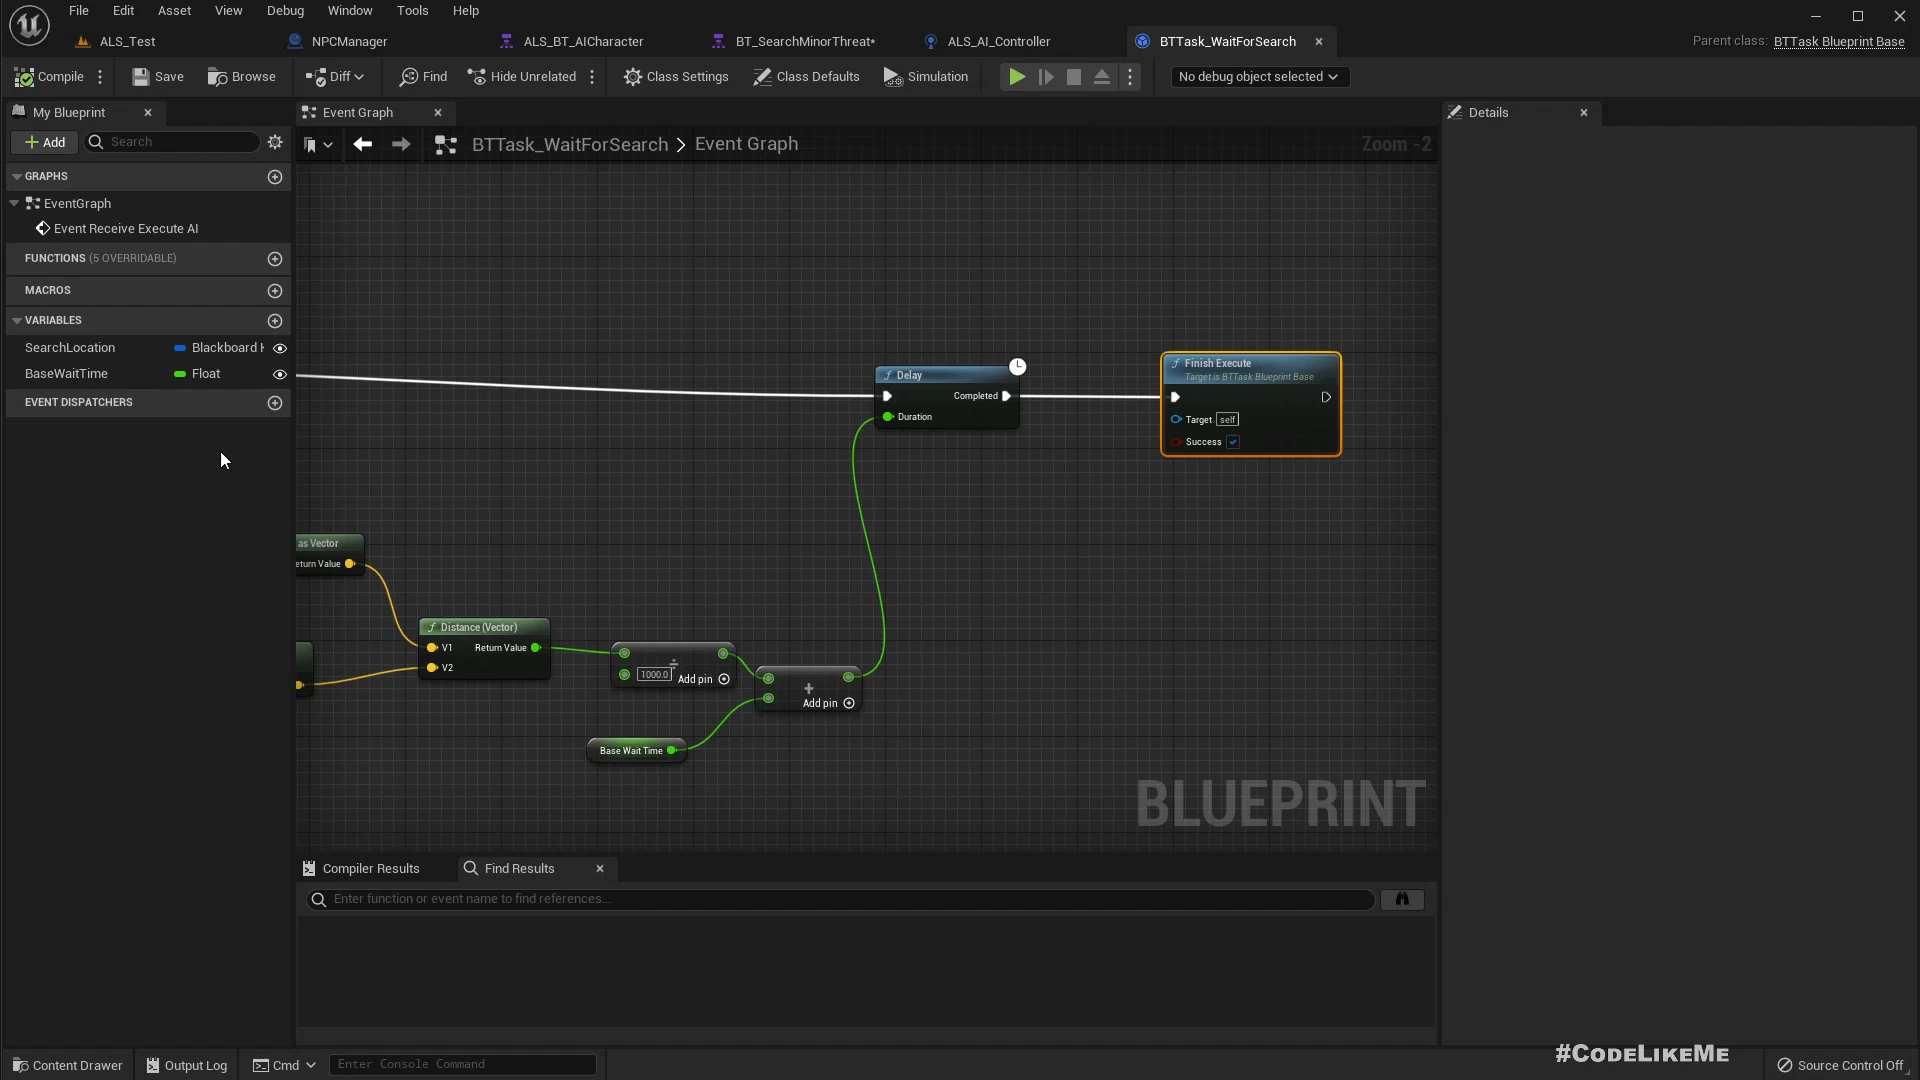 File Edit Asset View Debug Window Tools Help
ALS_Test NPCManager ALS_BT_AICharacter BT_SearchMinorThreat* ALS_AI_Controller BTTask_WaitForSearch
Parent class: BTTask Blueprint Base
Compile Save Browse Diff Find Hide Unrelated Class Settings Class Defaults Simulation No debug object selected
My Blueprint
Event Graph
Details
Add
Search
BTTask_WaitForSearch > Event Graph
Zoom -2
GRAPHS
EventGraph
Event Receive Execute AI
FUNCTIONS (5 OVERRIDABLE)
MACROS
VARIABLES
SearchLocation Blackboard
BaseWaitTime Float
EVENT DISPATCHERS
Delay
Completed
Duration
Finish Execute
Target is BTTask Blueprint Base
Target self
Success
as Vector
eturn Value
Distance (Vector)
V1 Return Value
V2
1000.0
÷
Add pin
+
Add pin
Base Wait Time
BLUEPRINT
Compiler Results
Find Results
Enter function or event name to find references...
#CodeLikeMe
Content Drawer Output Log Cmd Enter Console Command Source Control Off